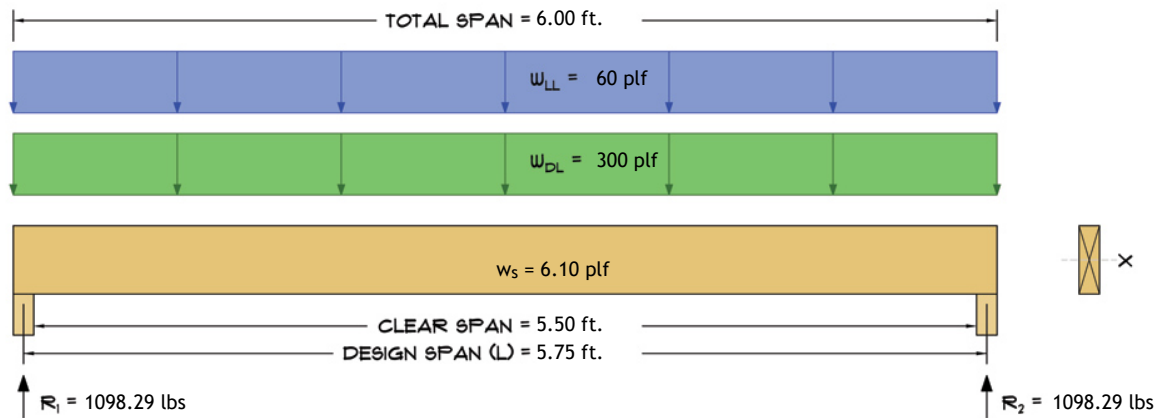 TOTAL SPAN = 6.00 ft.
WLL = 60 plf
WDL = 300 plf
ws = 6.10 plf
X
CLEAR SPAN = 5.50 ft.
DESIGN SPAN (L) = 5.75 ft.
R1 = 1098.29 lbs
R2 = 1098.29 lbs